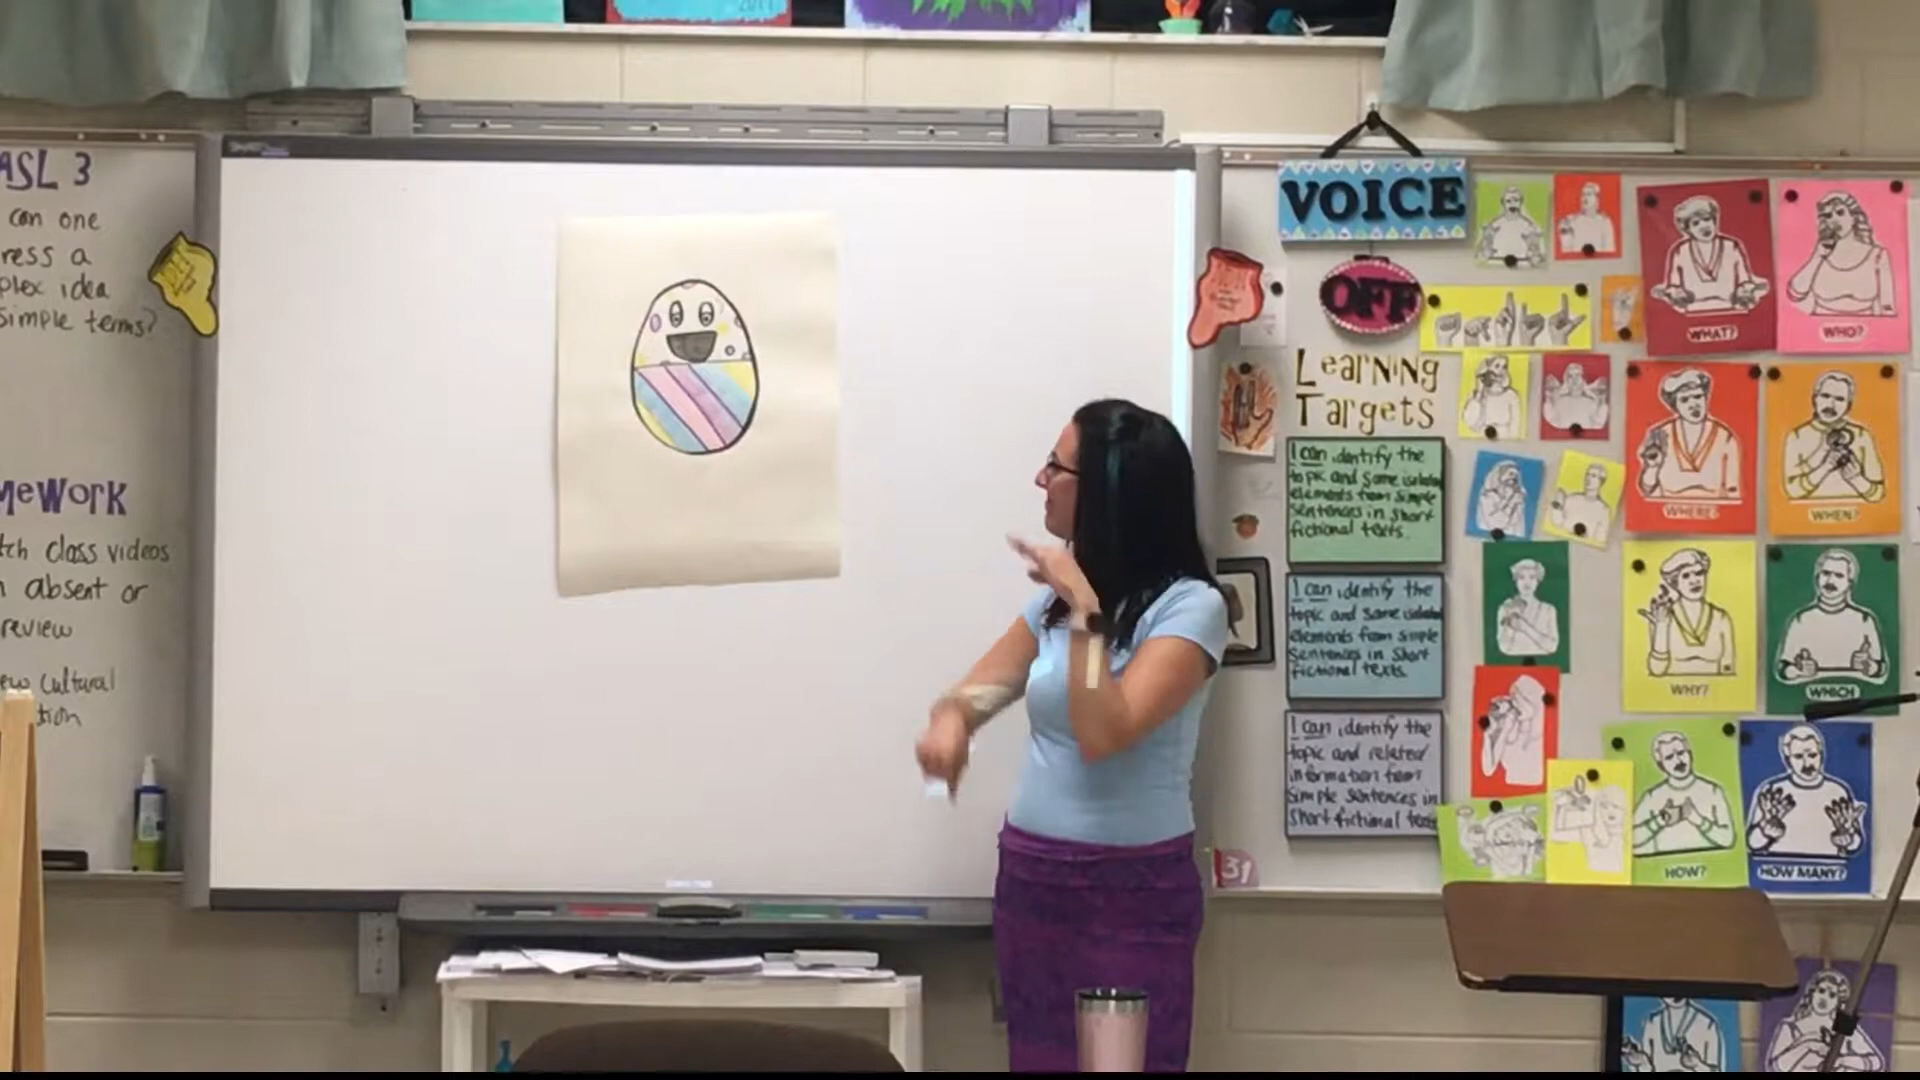 ASL 3
can one
ress a
plex idea
simple terms?
meWork
tch class videos
absent or
review
ew cultural
tion
VOICE
OFF
Learning
Targets
I can identify the
topic and some isolated
elements from simple
sentences in short
fictional texts.
I can identify the
topic and some isolated
elements from simple
sentences in short
fictional texts.
I can identify the
topic and related
information from
simple sentences in
short fictional texts
31
WHAT?
WHO?
WHERE?
WHEN?
WHY?
WHICH
HOW?
HOW MANY?